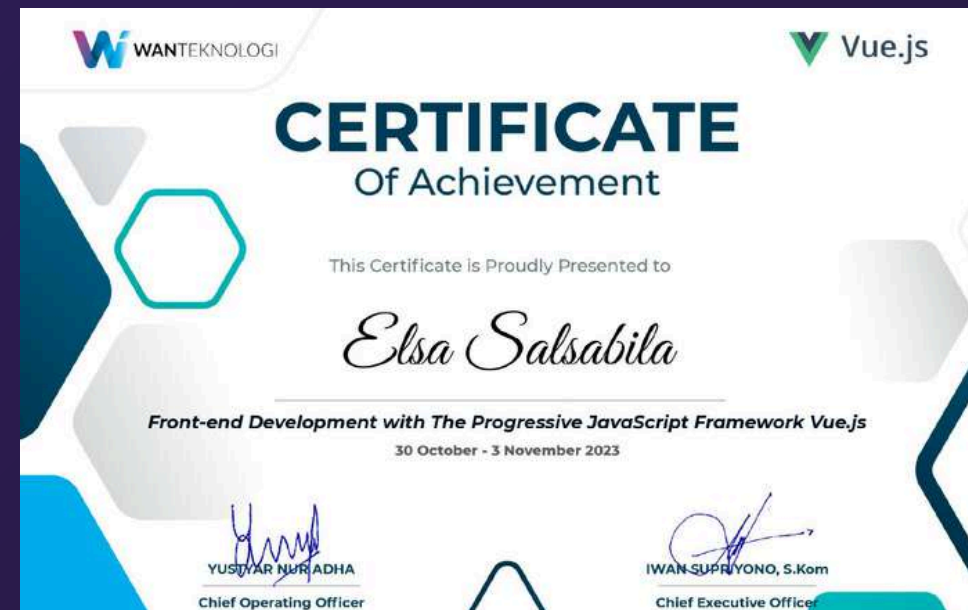 WANTEKNOLOGI
Vue.js
CERTIFICATE
Of Achievement
This Certificate is Proudly Presented to
Elsa Salsabila
Front-end Development with The Progressive JavaScript Framework Vue.js
30 October - 3 November 2023
YUSTYAR NUR ADHA
IWAN SUPRIYONO, S.Kom
Chief Operating Officer
Chief Executive Officer